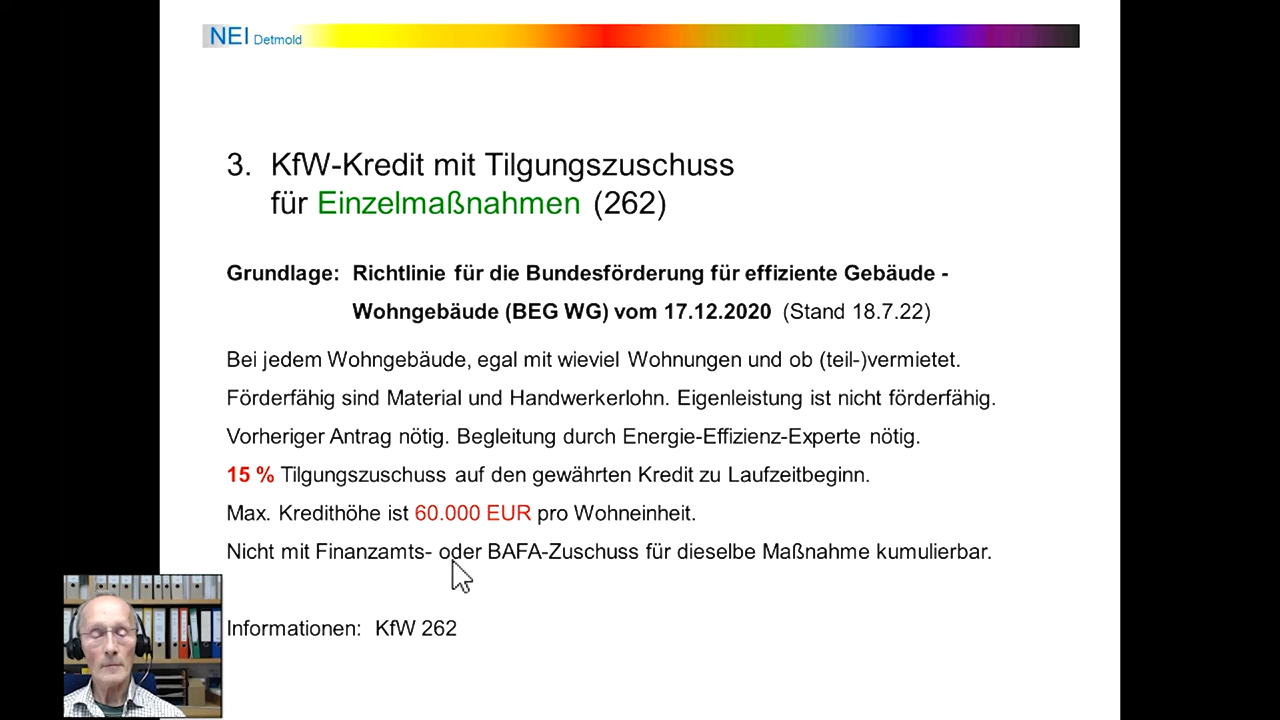 NEI Detmold
3. KfW-Kredit mit Tilgungszuschuss
für Einzelmaßnahmen (262)
Grundlage: Richtlinie für die Bundesförderung für effiziente Gebäude -
Wohngebäude (BEG WG) vom 17.12.2020 (Stand 18.7.22)
Bei jedem Wohngebäude, egal mit wieviel Wohnungen und ob (teil-)vermietet.
Förderfähig sind Material und Handwerkerlohn. Eigenleistung ist nicht förderfähig.
Vorheriger Antrag nötig. Begleitung durch Energie-Effizienz-Experte nötig.
15 % Tilgungszuschuss auf den gewährten Kredit zu Laufzeitbeginn.
Max. Kredithöhe ist 60.000 EUR pro Wohneinheit.
Nicht mit Finanzamts- oder BAFA-Zuschuss für dieselbe Maßnahme kumulierbar.
Informationen: KfW 262